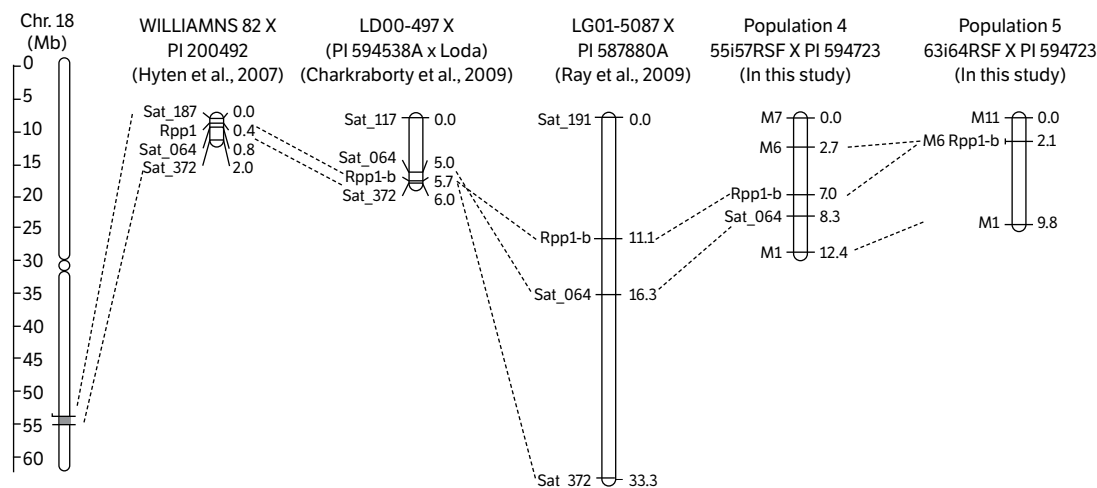 Chr. 18
(Mb)
0
5
10
15
20
25
30
35
40
45
50
55
60
WILLIAMNS 82 X
PI 200492
(Hyten et al., 2007)
Sat_187 0.0
Rpp1 0.4
Sat_064 0.8
Sat_372 2.0
LD00-497 X
(PI 594538A x Loda)
(Charkraborty et al., 2009)
Sat_117 0.0
Sat_064 5.0
Rpp1-b 5.7
Sat_372 6.0
LG01-5087 X
PI 587880A
(Ray et al., 2009)
Sat_191 0.0
Rpp1-b 11.1
Sat_064 16.3
Sat_372 33.3
Population 4
55i57RSF X PI 594723
(In this study)
M7 0.0
M6 2.7
Rpp1-b 7.0
Sat_064 8.3
M1 12.4
Population 5
63i64RSF X PI 594723
(In this study)
M11 0.0
M6 Rpp1-b 2.1
M1 9.8